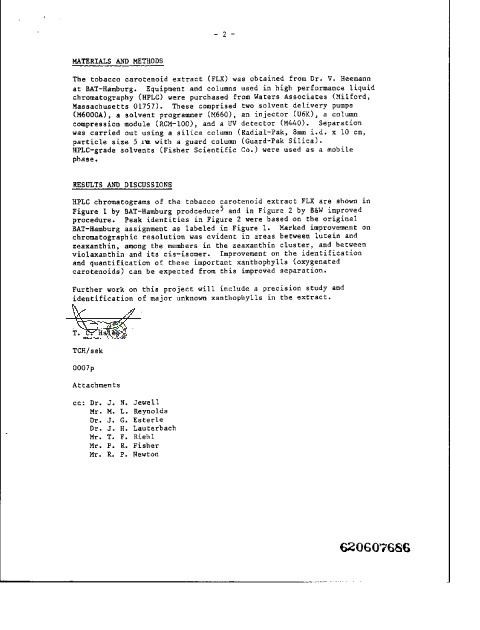 - 2 -
MATERIALS AND METHODS
The tobacco carotenoid extract (FLX) was obtained from Dr. V. Heemann
at BAT-Hamburg. Equipment and columns used in high performance liquid
chromatography (HPLC) were purchased from Waters Associates (Milford,
Massachusetts 01757). These comprised two solvent delivery pumps
(M6000A), a solvent programmer (M660), an injector (U6K), a column
compression module (RCM-100), and a UV detector (M440). Separation
was carried out using a silica column (Radial-Pak, 8mm i.d. x 10 cm,
particle size 5 with a guard column (Guard-Pak Silica).
HPLC-grade solvents (Fisher Scientific Co.) were used as a mobile
phase.
RESULTS AND DISCUSSIONS
HPLC chromatograms of the tobacco carotenoid extract FLX are shown in
Figure 1 by BAT-Hamburg prodcedure⁵ and in Figure 2 by B&W improved
procedure. Peak identities in Figure 2 were based on the original
BAT-Hamburg assignment as labeled in Figure 1. Marked improvement on
chromatographic resolution was evident in areas between lutein and
zeaxanthin, among the members in the zeaxanthin cluster, and between
violaxanthin and its cis-isomer. Improvement on the identification
and quantification of these important xanthophylls (oxygenated
carotenoids) can be expected from this improved separation.
Further work on this project will include a precision study and
identification of major unknown xanthophylls in the extract.
T. C.
TCH/sek
0007p
Attachments
cc: Dr. J. N. Jewell
Mr. M. L. Reynolds
Dr. J. G. Esterle
Dr. J. H. Lauterbach
Mr. T. F. Riehl
Mr. P. R. Fisher
Mr. R. P. Newton
620607686